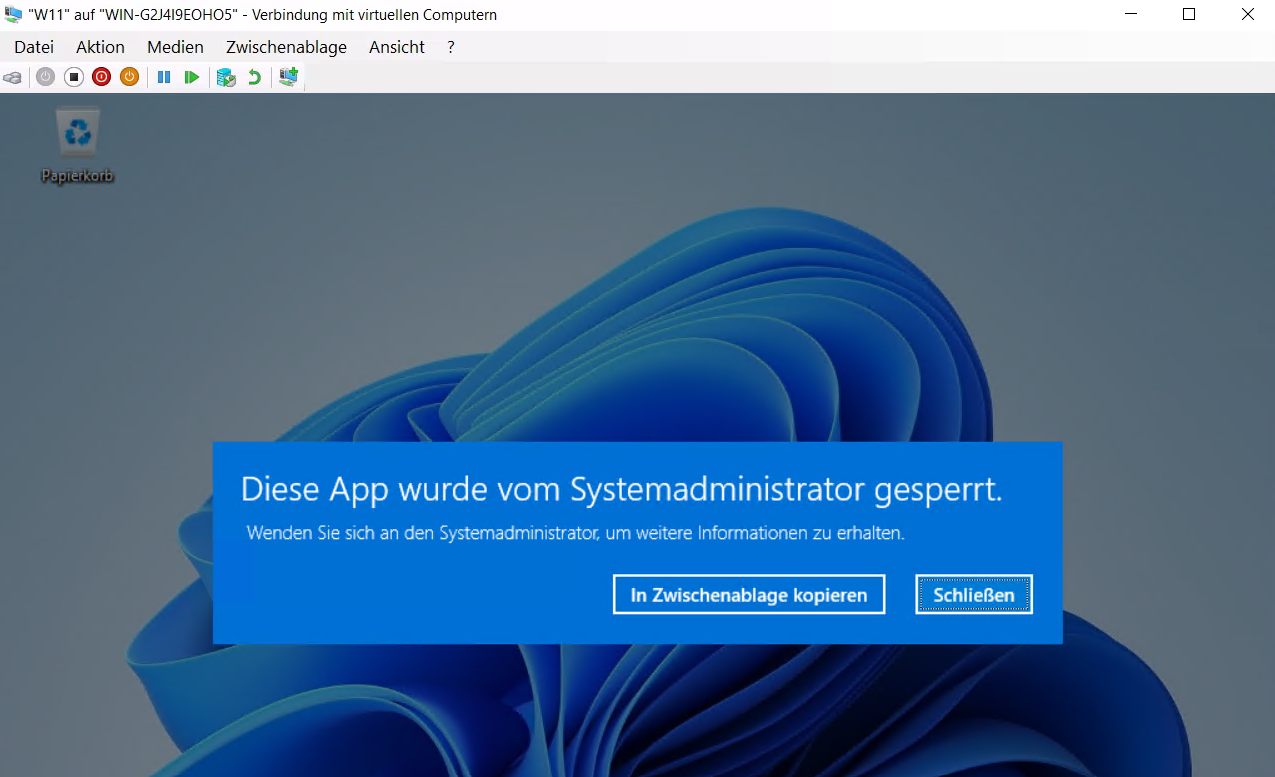 "W11" auf "WIN-G2J4I9EOHO5" - Verbindung mit virtuellen Computern
Datei Aktion Medien Zwischenablage Ansicht ?
Papierkorb
Diese App wurde vom Systemadministrator gesperrt.
Wenden Sie sich an den Systemadministrator, um weitere Informationen zu erhalten.
In Zwischenablage kopieren Schließen